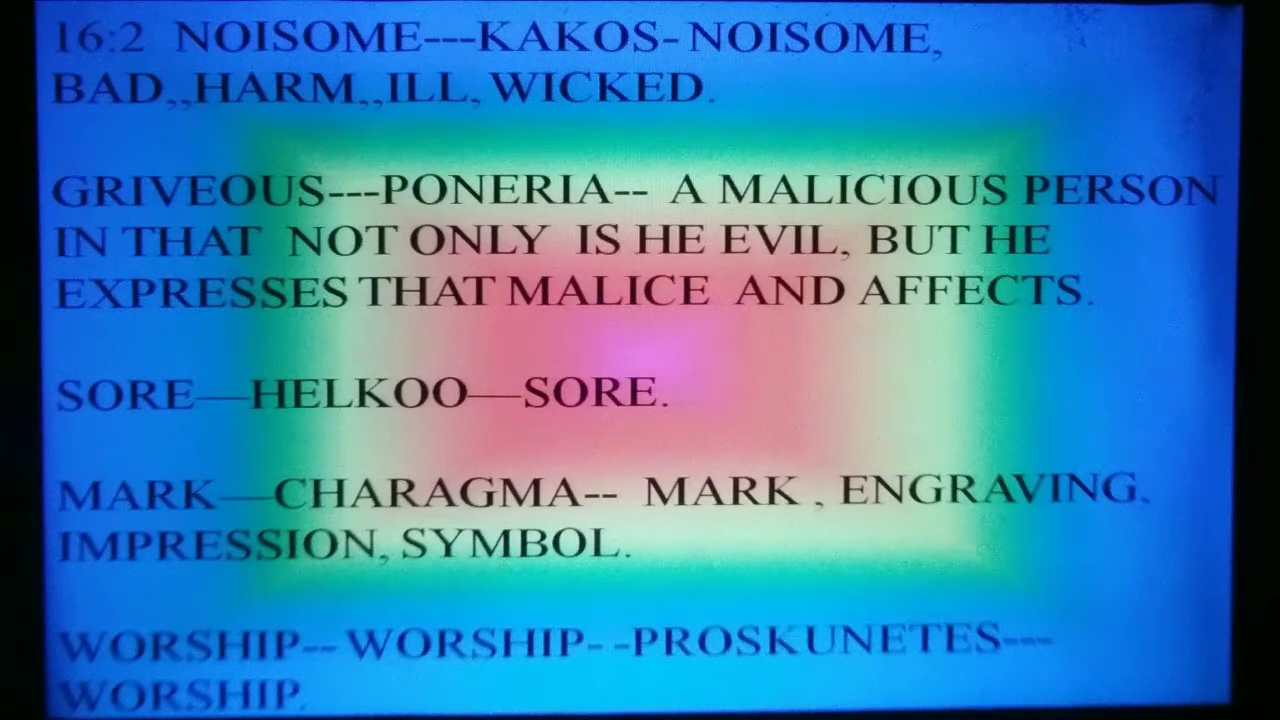 16:2 NOISOME---KAKOS-NOISOME,
BAD,,HARM,,ILL, WICKED.
GRIVEOUS---PONERIA-- A MALICIOUS PERSON
IN THAT NOT ONLY IS HE EVIL, BUT HE
EXPRESSES THAT MALICE AND AFFECTS.
SORE—HELKOO—SORE.
MARK—CHARAGMA-- MARK , ENGRAVING,
IMPRESSION, SYMBOL.
WORSHIP--WORSHIP--PROSKUNETES---
WORSHIP.